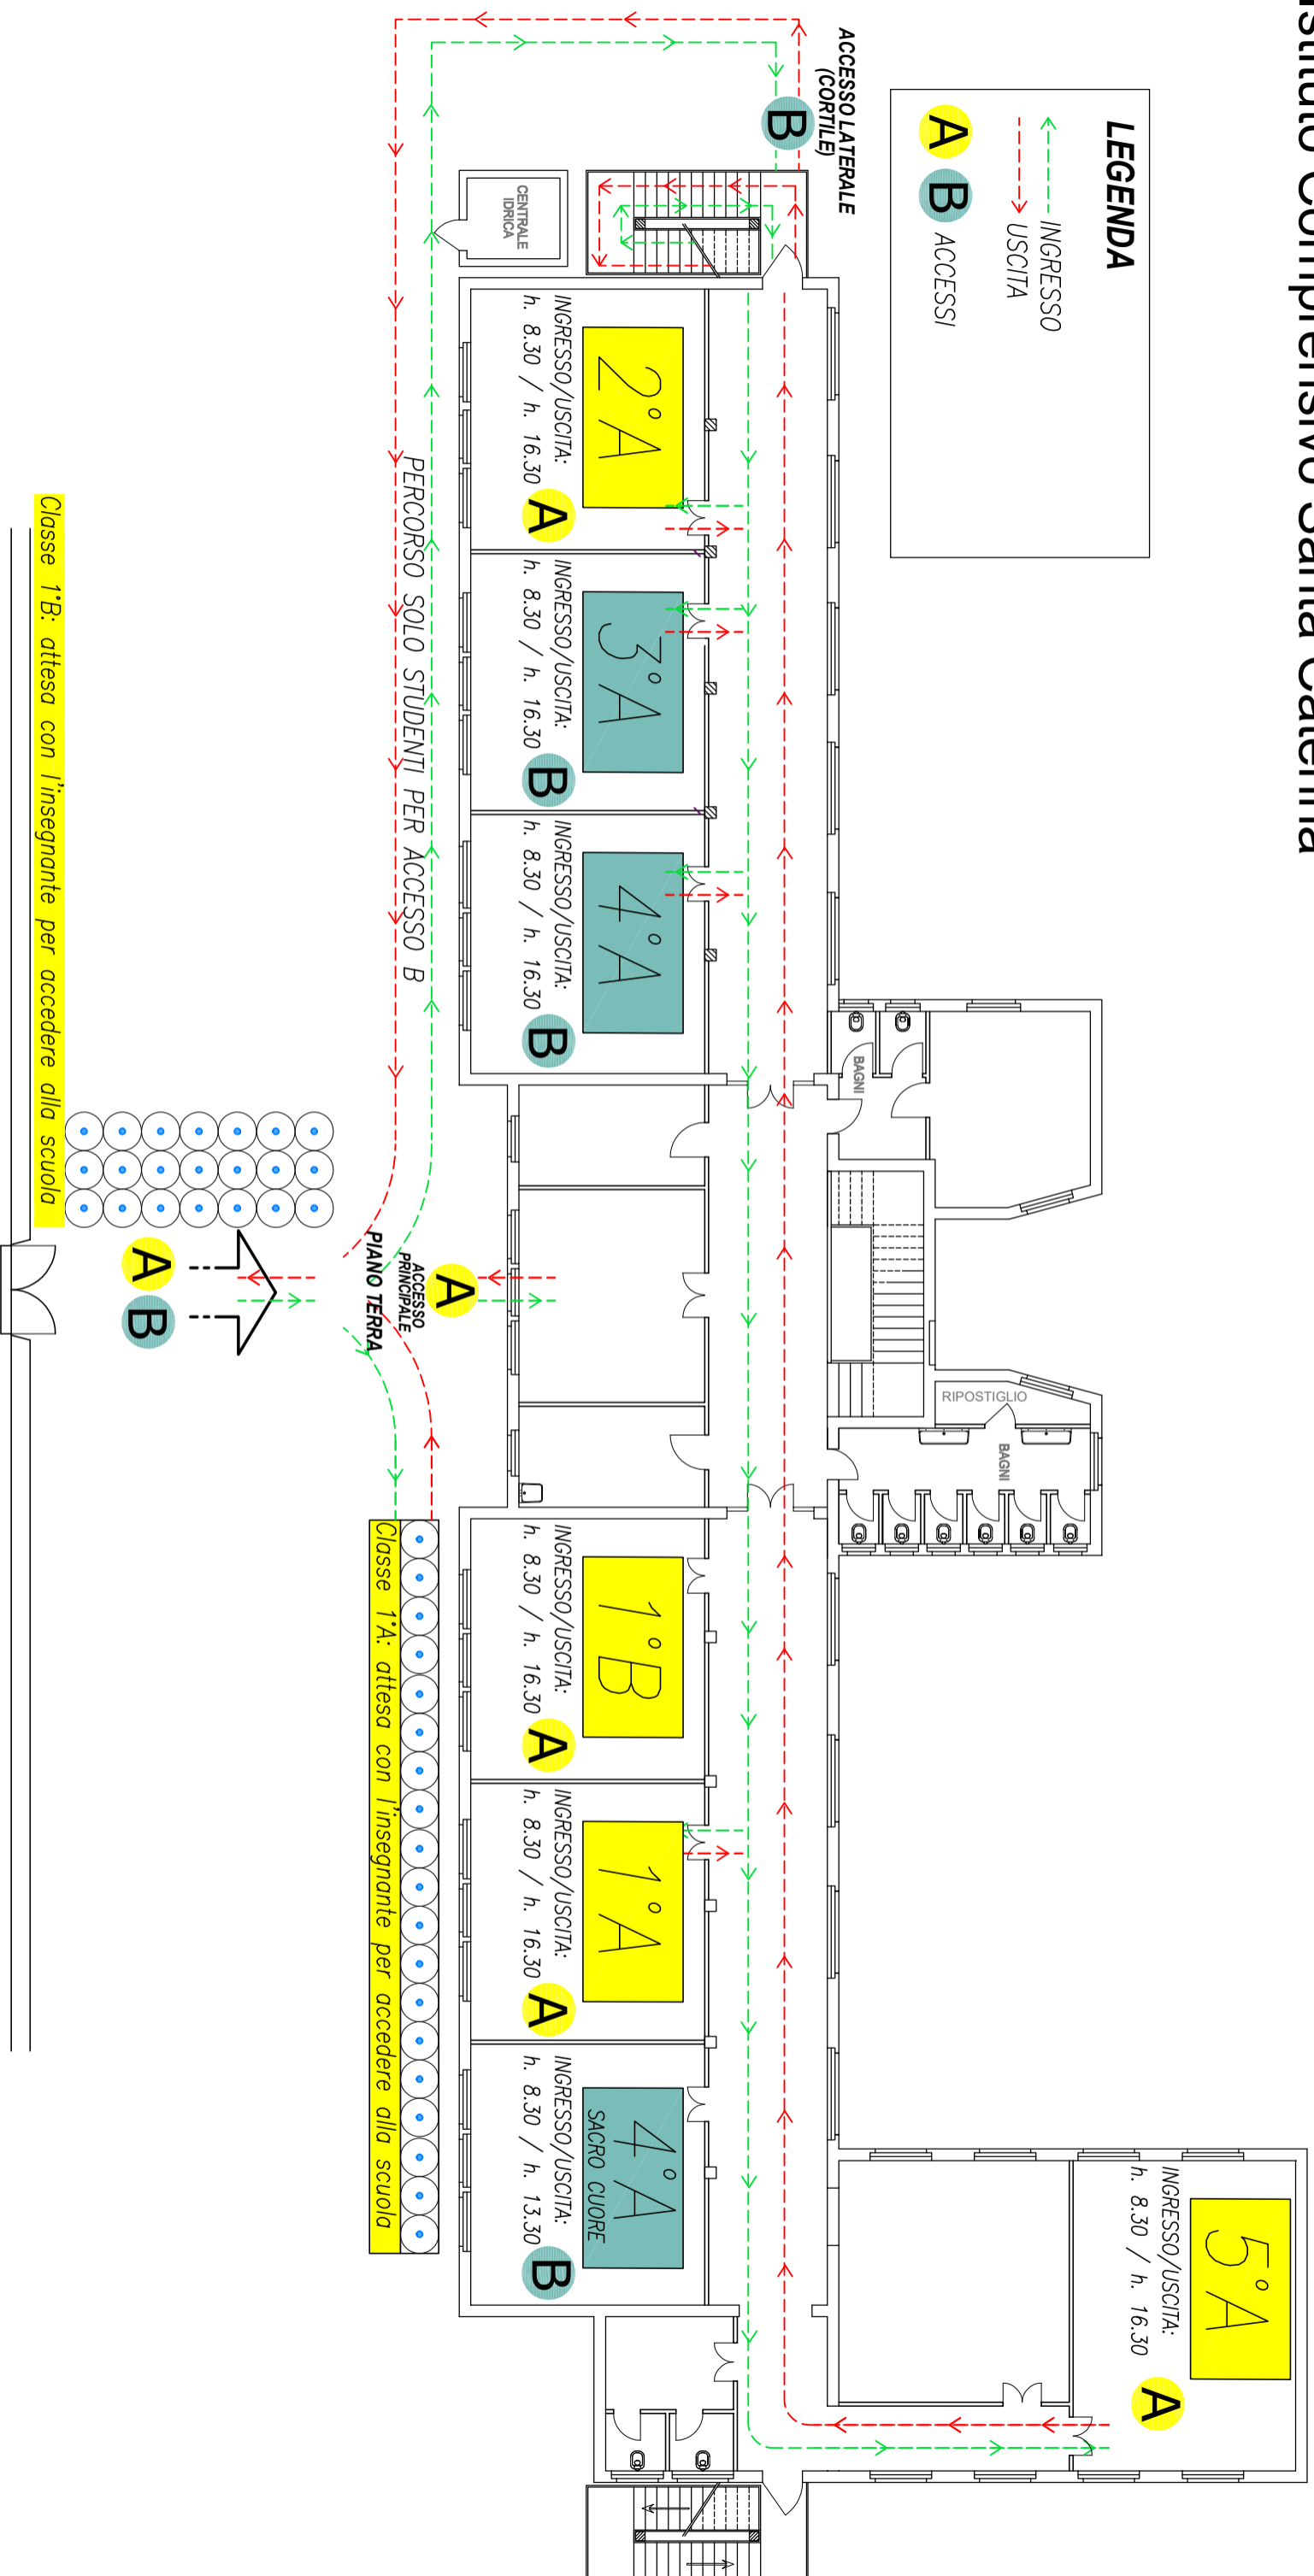 Istituto Comprensivo Santa Caterina
LEGENDA
INGRESSO
USCITA
A B ACCESSI
ACCESSO LATERALE
(CORTILE)
B
CENTRALE
IDRICA
2°A
INGRESSO/USCITA:
h. 8.30 / h. 16.30
A
3°A
INGRESSO/USCITA:
h. 8.30 / h. 16.30
B
4°A
INGRESSO/USCITA:
h. 8.30 / h. 16.30
B
BAGNI
RIPOSTIGLIO
BAGNI
1°B
INGRESSO/USCITA:
h. 8.30 / h. 16.30
A
1°A
INGRESSO/USCITA:
h. 8.30 / h. 16.30
A
4°A
SACRO CUORE
INGRESSO/USCITA:
h. 8.30 / h. 13.30
B
5°A
INGRESSO/USCITA:
h. 8.30 / h. 16.30
A
PERCORSO SOLO STUDENTI PER ACCESSO B
A
ACCESSO
PRINCIPALE
PIANO TERRA
A B
Classe 1°A: attesa con l'insegnante per accedere alla scuola
Classe 1°B: attesa con l'insegnante per accedere alla scuola